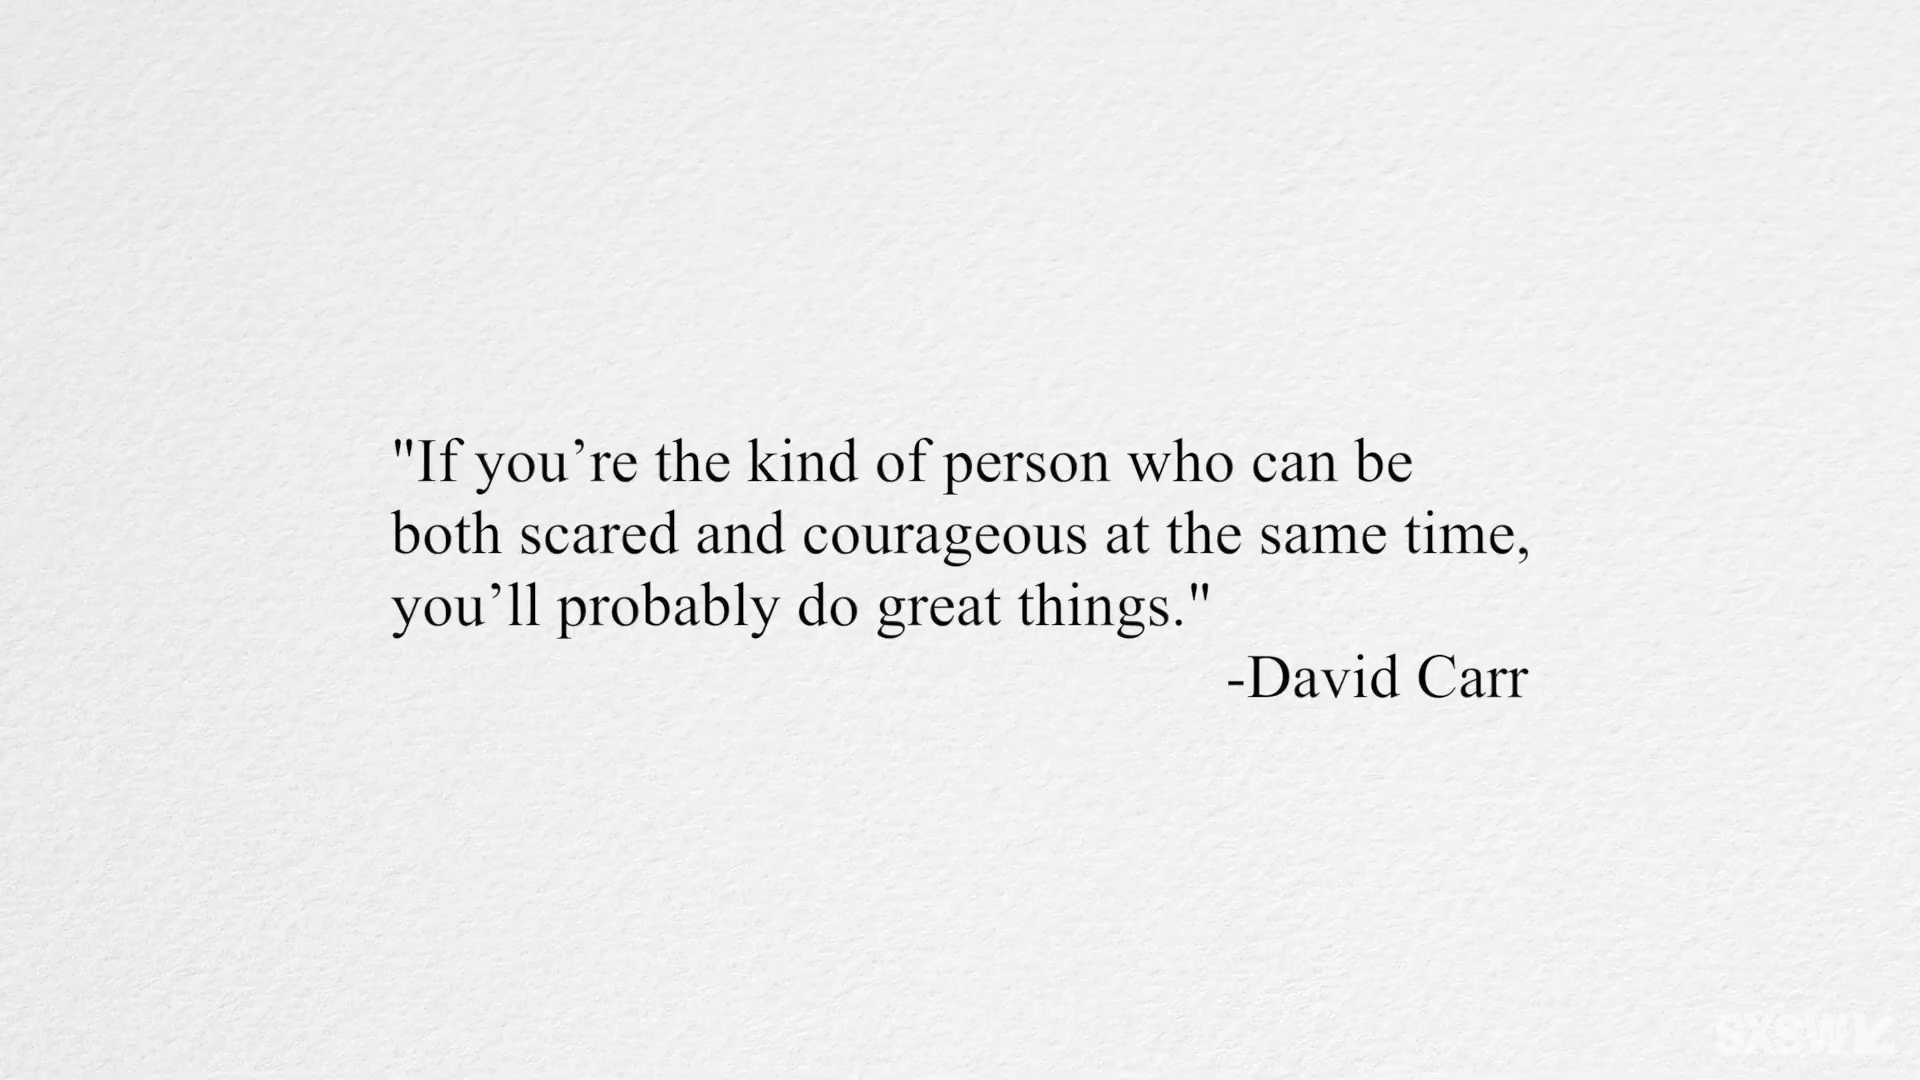 "If you’re the kind of person who can be
both scared and courageous at the same time,
you’ll probably do great things."
-David Carr
SXSW